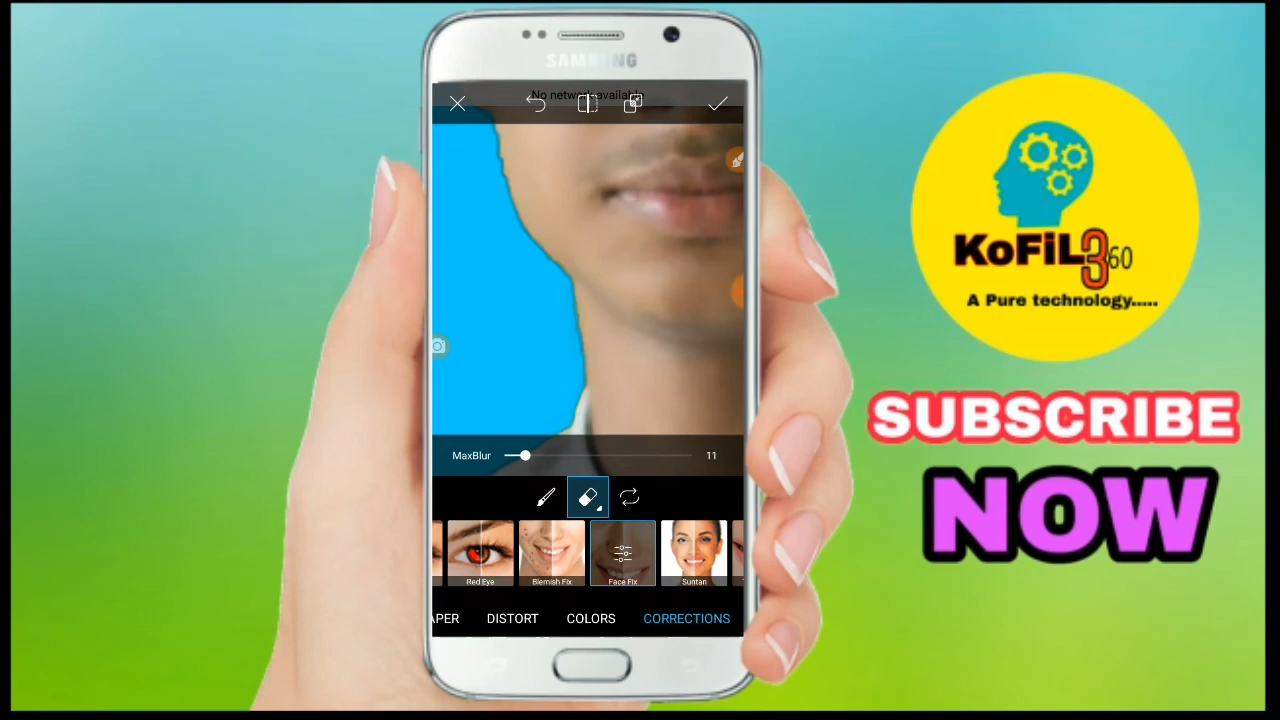 SAMSUNG
No network available
MaxBlur 11
Red Eye Blemish Fix Face Fix Suntan
APER DISTORT COLORS CORRECTIONS
KoFiL360
A Pure technology.....
SUBSCRIBE
NOW